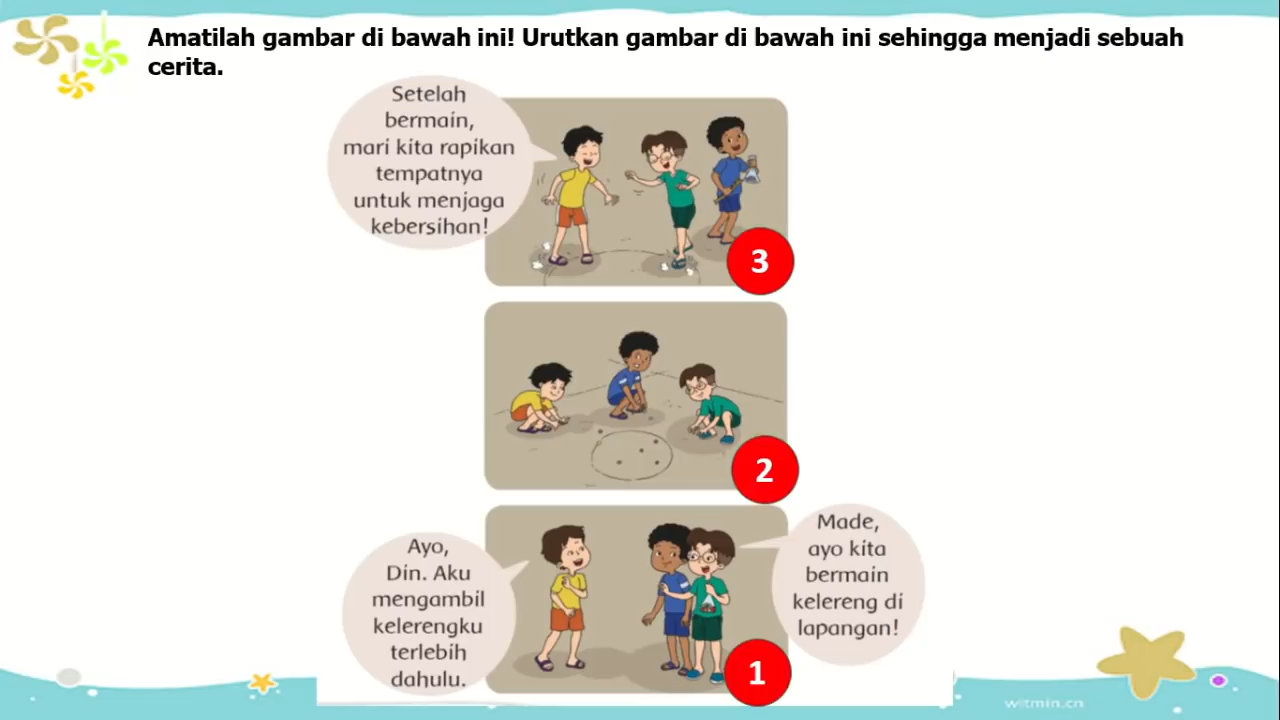 Amatilah gambar di bawah ini! Urutkan gambar di bawah ini sehingga menjadi sebuah
cerita.
Setelah
bermain,
mari kita rapikan
tempatnya
untuk menjaga
kebersihan!
3
2
Ayo,
Din. Aku
mengambil
kelerengku
terlebih
dahulu.
Made,
ayo kita
bermain
kelereng di
lapangan!
1
witmin.cn